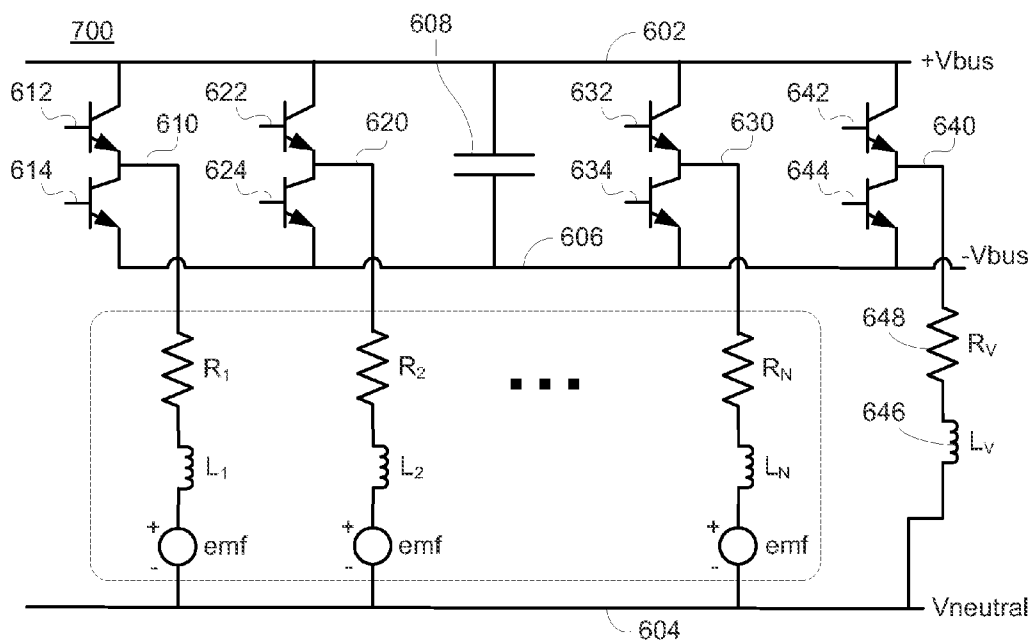 700
608
602
+Vbus
612
610
622
620
632
630
642
640
614
624
634
644
606
-Vbus
R1
R2
RN
648
RV
646
L1
L2
LN
LV
+
emf
-
+
emf
-
+
emf
-
Vneutral
604